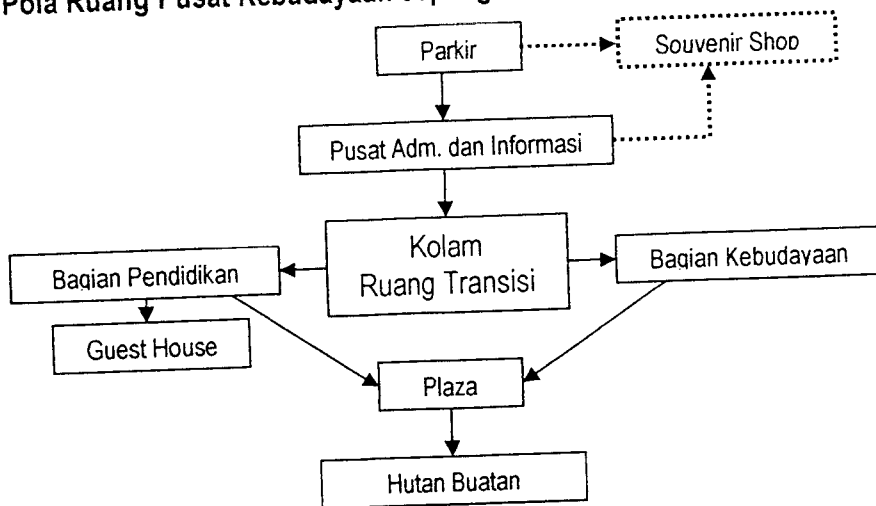 Pola Ruang Pusat Kebudayaan
Parkir
Souvenir Shop
Pusat Adm. dan Informasi
Kolam
Ruang Transisi
Bagian Pendidikan
Bagian Kebudayaan
Guest House
Plaza
Hutan Buatan